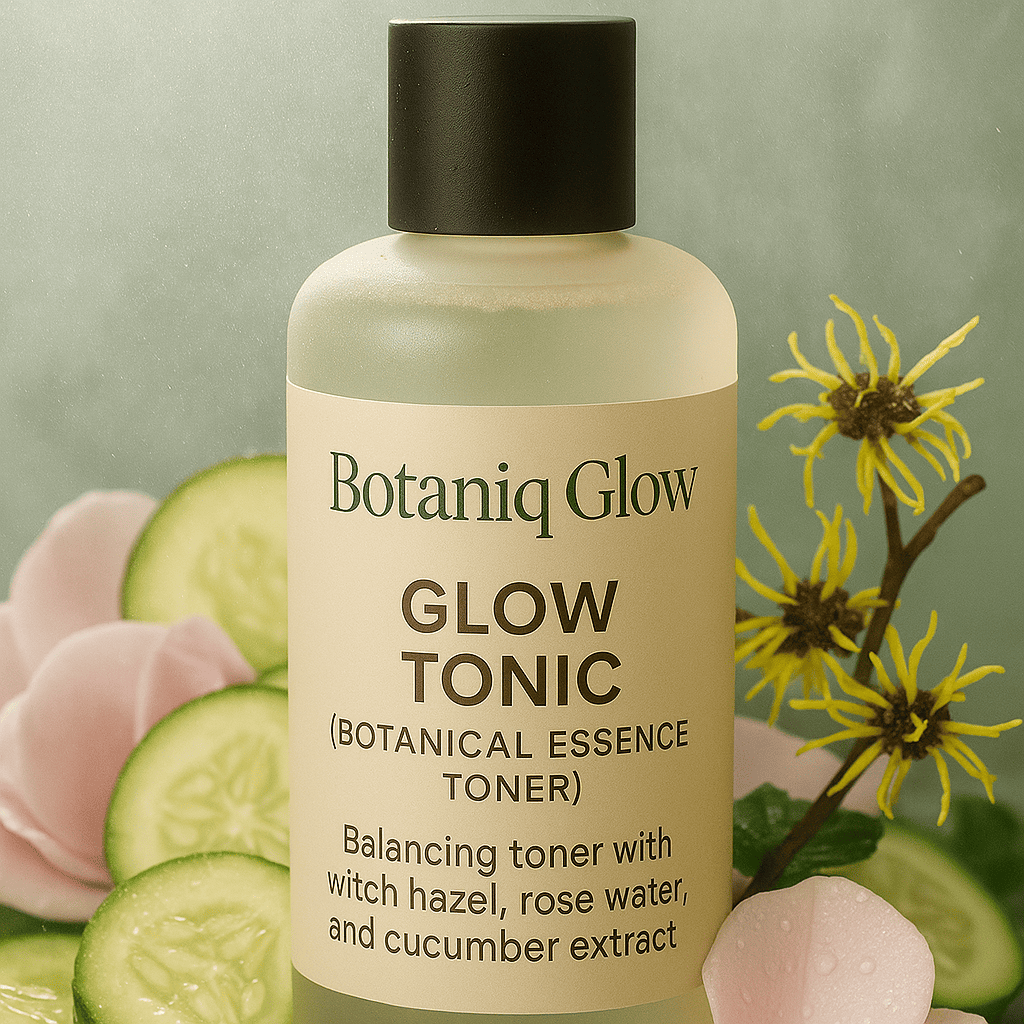 Botaniq Glow
GLOW
TONIC
(BOTANICAL ESSENCE
TONER)
Balancing toner with
witch hazel, rose water,
and cucumber extract